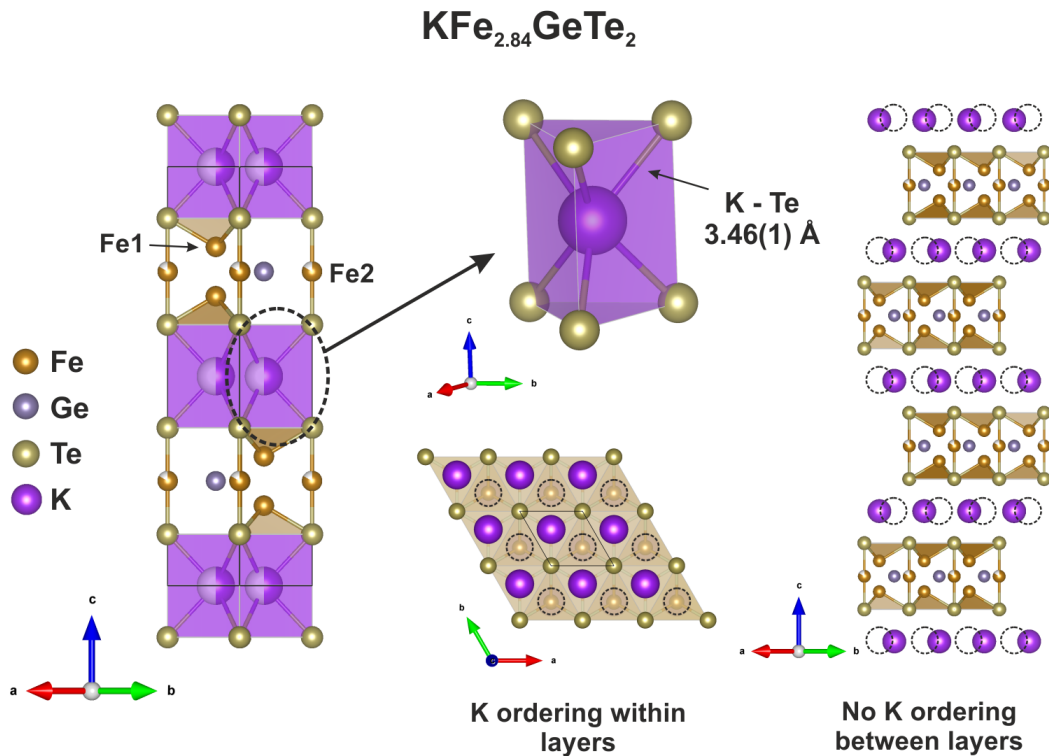 KFe2.84GeTe2
Fe1
Fe2
K - Te
3.46(1) Å
Fe
Ge
Te
K
c
a
b
c
a
b
b
a
c
a
b
K ordering within
layers
No K ordering
between layers